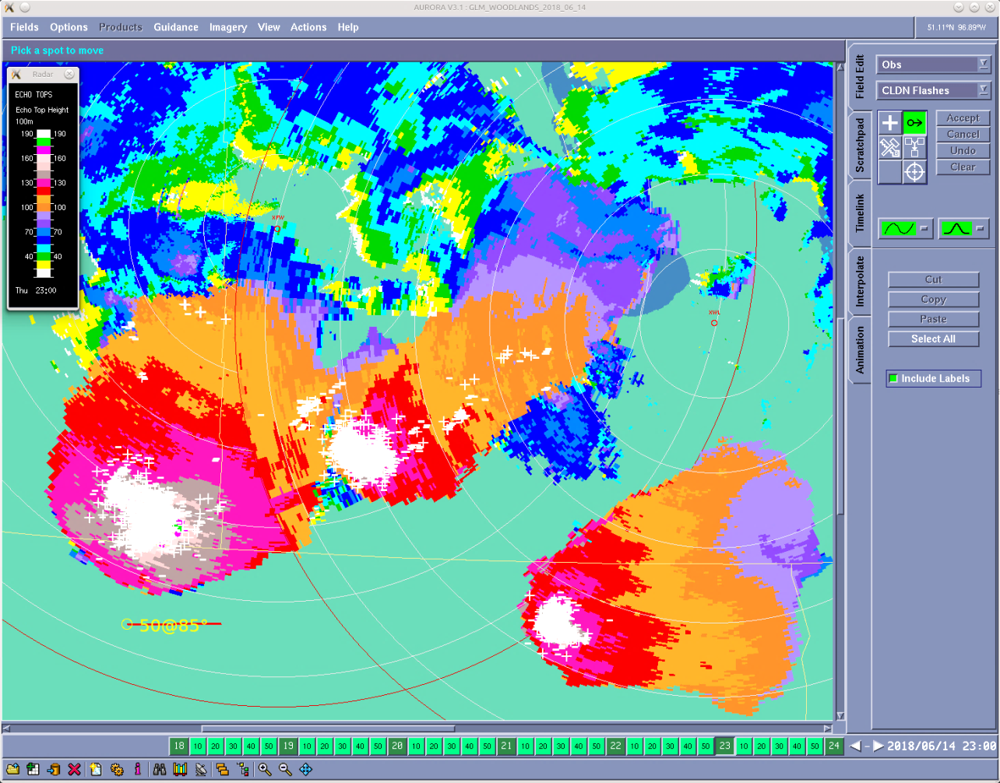 AURORA V3.1 : GLM_WOODLANDS_2018_06_14
Fields Options Products Guidance Imagery View Actions Help
51.11°N 96.89°W
Pick a spot to move
Radar
ECHO TOPS
Echo Top Height
100m
190 190
160 160
130 130
100 100
70 70
40 40
Thu 23:00
XFW
XWL
50@85°
Field Edit
Scratchpad
Timelink
Interpolate
Animation
Obs
CLDN Flashes
Accept
Cancel
Undo
Clear
Cut
Copy
Paste
Select All
Include Labels
18 10 20 30 40 50 19 10 20 30 40 50 20 10 20 30 40 50 21 10 20 30 40 50 22 10 20 30 40 50 23 10 20 30 40 50 24
2018/06/14 23:00